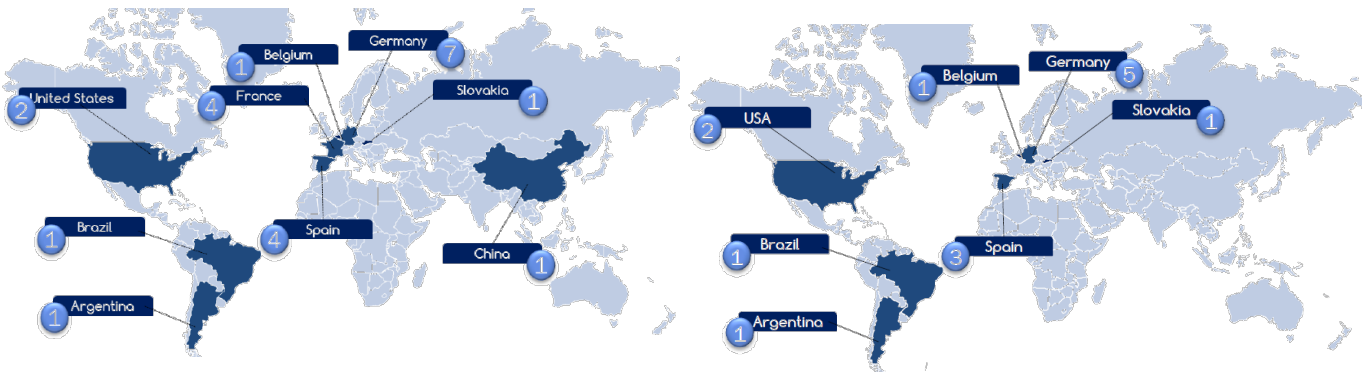 Germany
7
Belgium
1
Slovakia
1
France
4
United States
2
Brazil
1
Spain
4
China
1
Argentina
1
Germany
5
Belgium
1
Slovakia
1
USA
2
Brazil
1
Spain
3
Argentina
1